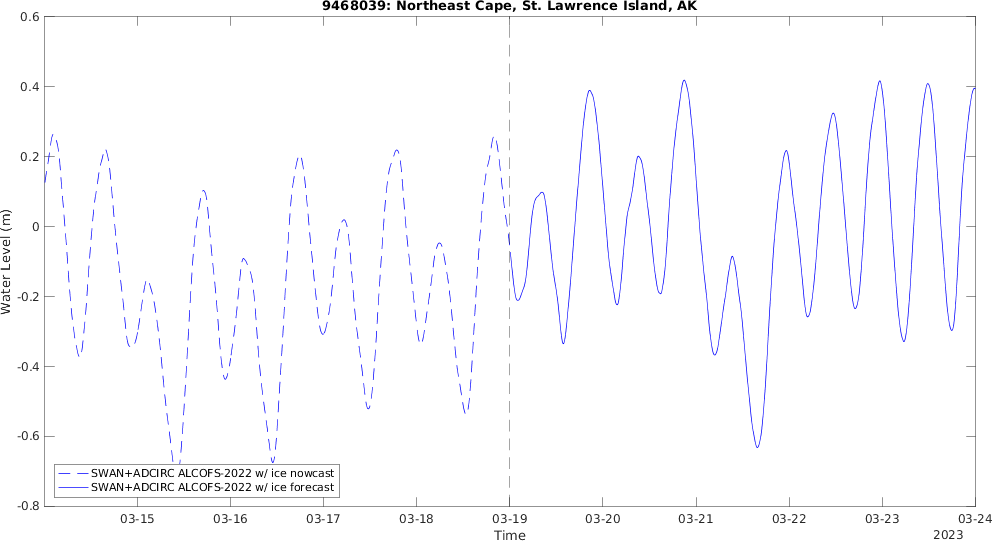 9468039: Northeast Cape, St. Lawrence Island, AK
Water Level (m)
0.6
0.4
0.2
0
-0.2
-0.4
-0.6
-0.8
SWAN+ADCIRC ALCOFS-2022 w/ ice nowcast
SWAN+ADCIRC ALCOFS-2022 w/ ice forecast
03-15 03-16 03-17 03-18 03-19 03-20 03-21 03-22 03-23 03-24
Time
2023